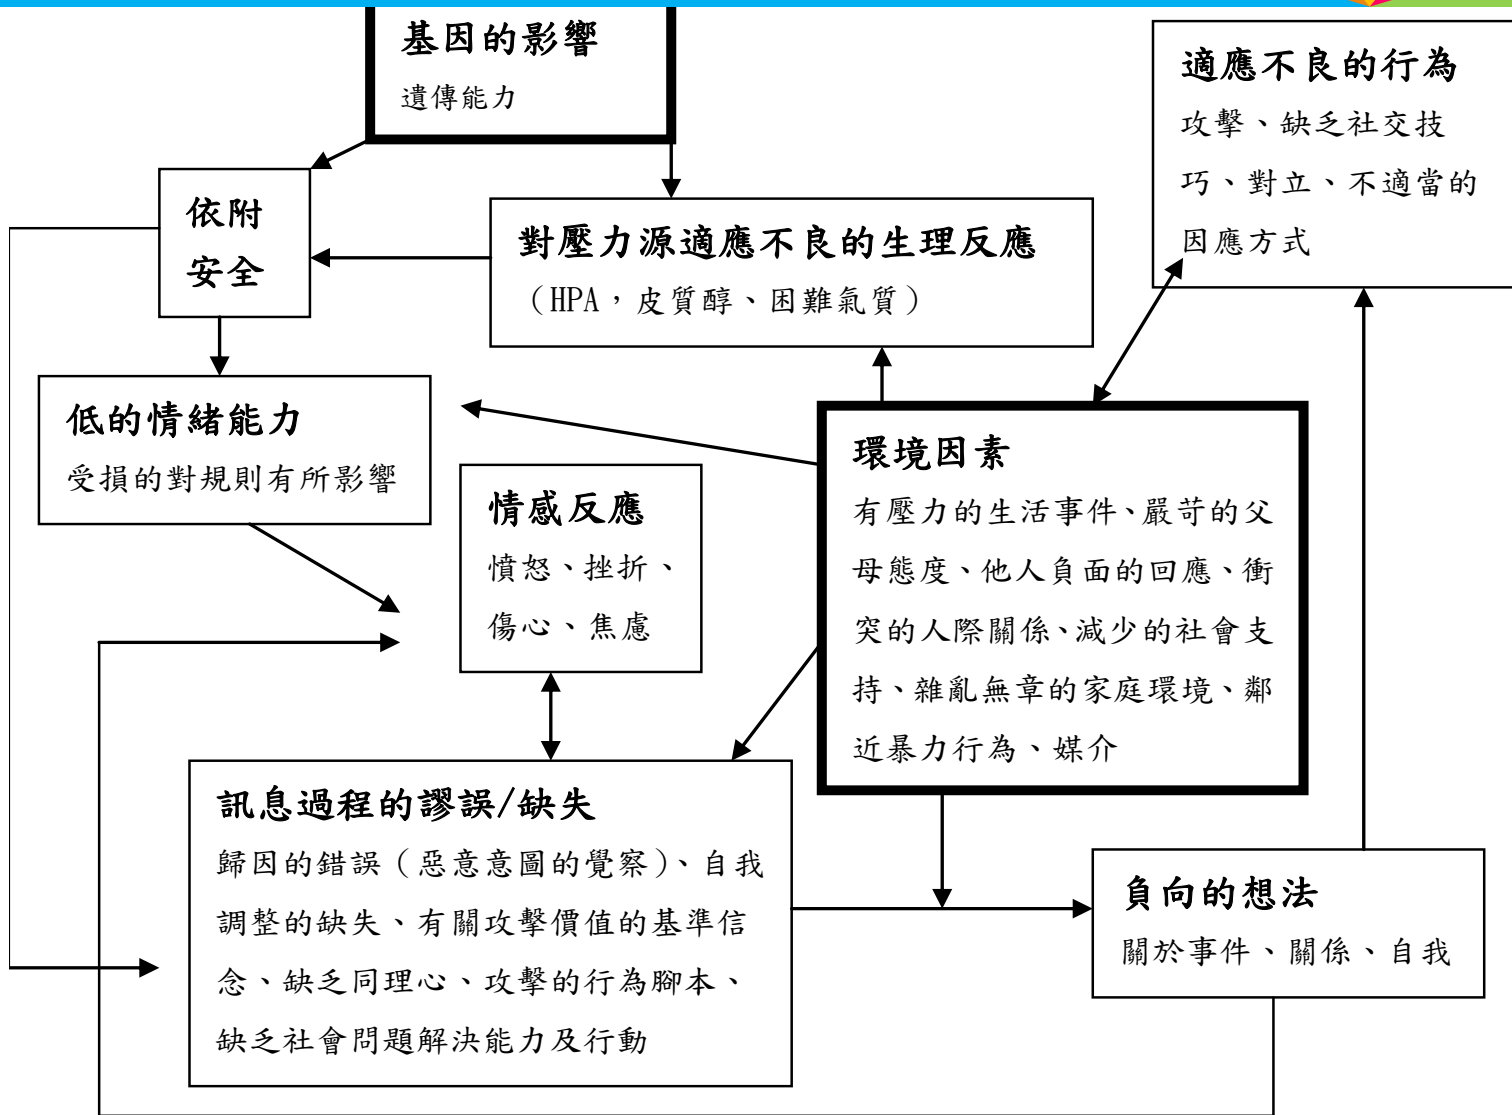 基因的影響
遺傳能力
適應不良的行為
攻擊、缺乏社交技
巧、對立、不適當的
因應方式
依附
安全
對壓力源適應不良的生理反應
（HPA，皮質醇、困難氣質）
低的情緒能力
受損的對規則有所影響
情感反應
憤怒、挫折、
傷心、焦慮
環境因素
有壓力的生活事件、嚴苛的父
母態度、他人負面的回應、衝
突的人際關係、減少的社會支
持、雜亂無章的家庭環境、鄰
近暴力行為、媒介
訊息過程的謬誤/缺失
歸因的錯誤（惡意意圖的覺察）、自我
調整的缺失、有關攻擊價值的基準信
念、缺乏同理心、攻擊的行為腳本、
缺乏社會問題解決能力及行動
負向的想法
關於事件、關係、自我